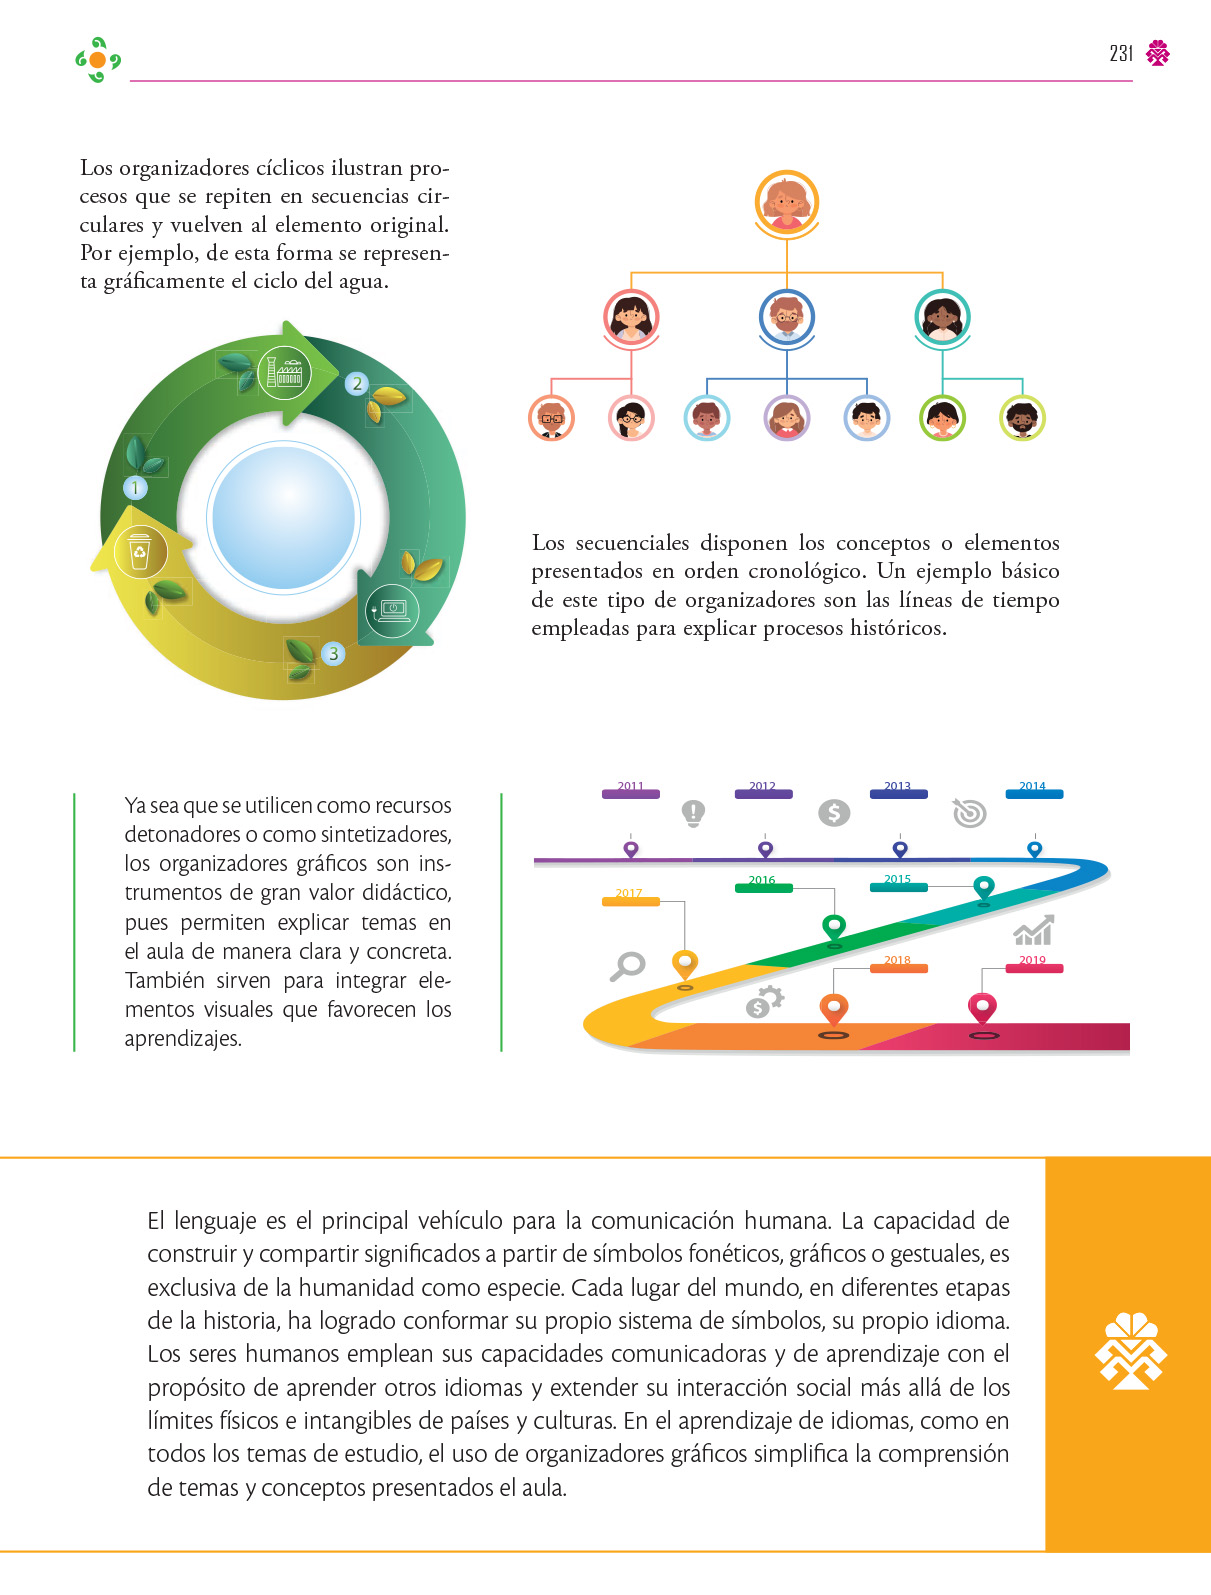 231
Los organizadores cíclicos ilustran pro-
cesos que se repiten en secuencias cir-
culares y vuelven al elemento original.
Por ejemplo, de esta forma se represen-
ta gráficamente el ciclo del agua.
2
1
3
Los secuenciales disponen los conceptos o elementos
presentados en orden cronológico. Un ejemplo básico
de este tipo de organizadores son las líneas de tiempo
empleadas para explicar procesos históricos.
Ya sea que se utilicen como recursos
detonadores o como sintetizadores,
los organizadores gráficos son ins-
trumentos de gran valor didáctico,
pues permiten explicar temas en
el aula de manera clara y concreta.
También sirven para integrar ele-
mentos visuales que favorecen los
aprendizajes.
2011 2012 2013 2014
$
2017 2016 2015
2018 2019
$
El lenguaje es el principal vehículo para la comunicación humana. La capacidad de
construir y compartir significados a partir de símbolos fonéticos, gráficos o gestuales, es
exclusiva de la humanidad como especie. Cada lugar del mundo, en diferentes etapas
de la historia, ha logrado conformar su propio sistema de símbolos, su propio idioma.
Los seres humanos emplean sus capacidades comunicadoras y de aprendizaje con el
propósito de aprender otros idiomas y extender su interacción social más allá de los
límites físicos e intangibles de países y culturas. En el aprendizaje de idiomas, como en
todos los temas de estudio, el uso de organizadores gráficos simplifica la comprensión
de temas y conceptos presentados el aula.